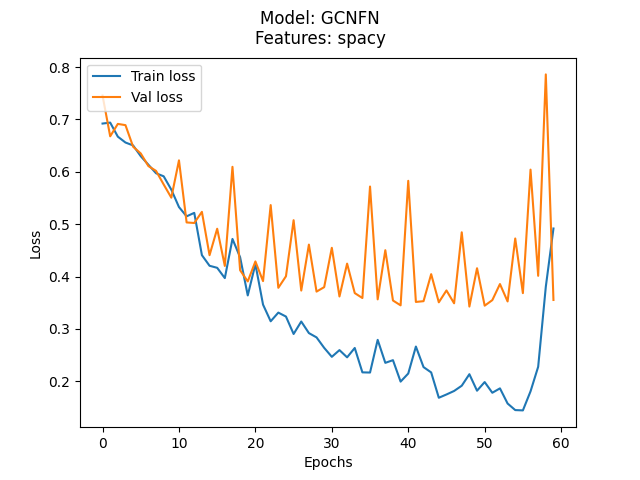 Model: GCNFN
Features: spacy
Train loss
Val loss
0.8
0.7
0.6
0.5
0.4
0.3
0.2
Loss
0 10 20 30 40 50 60
Epochs